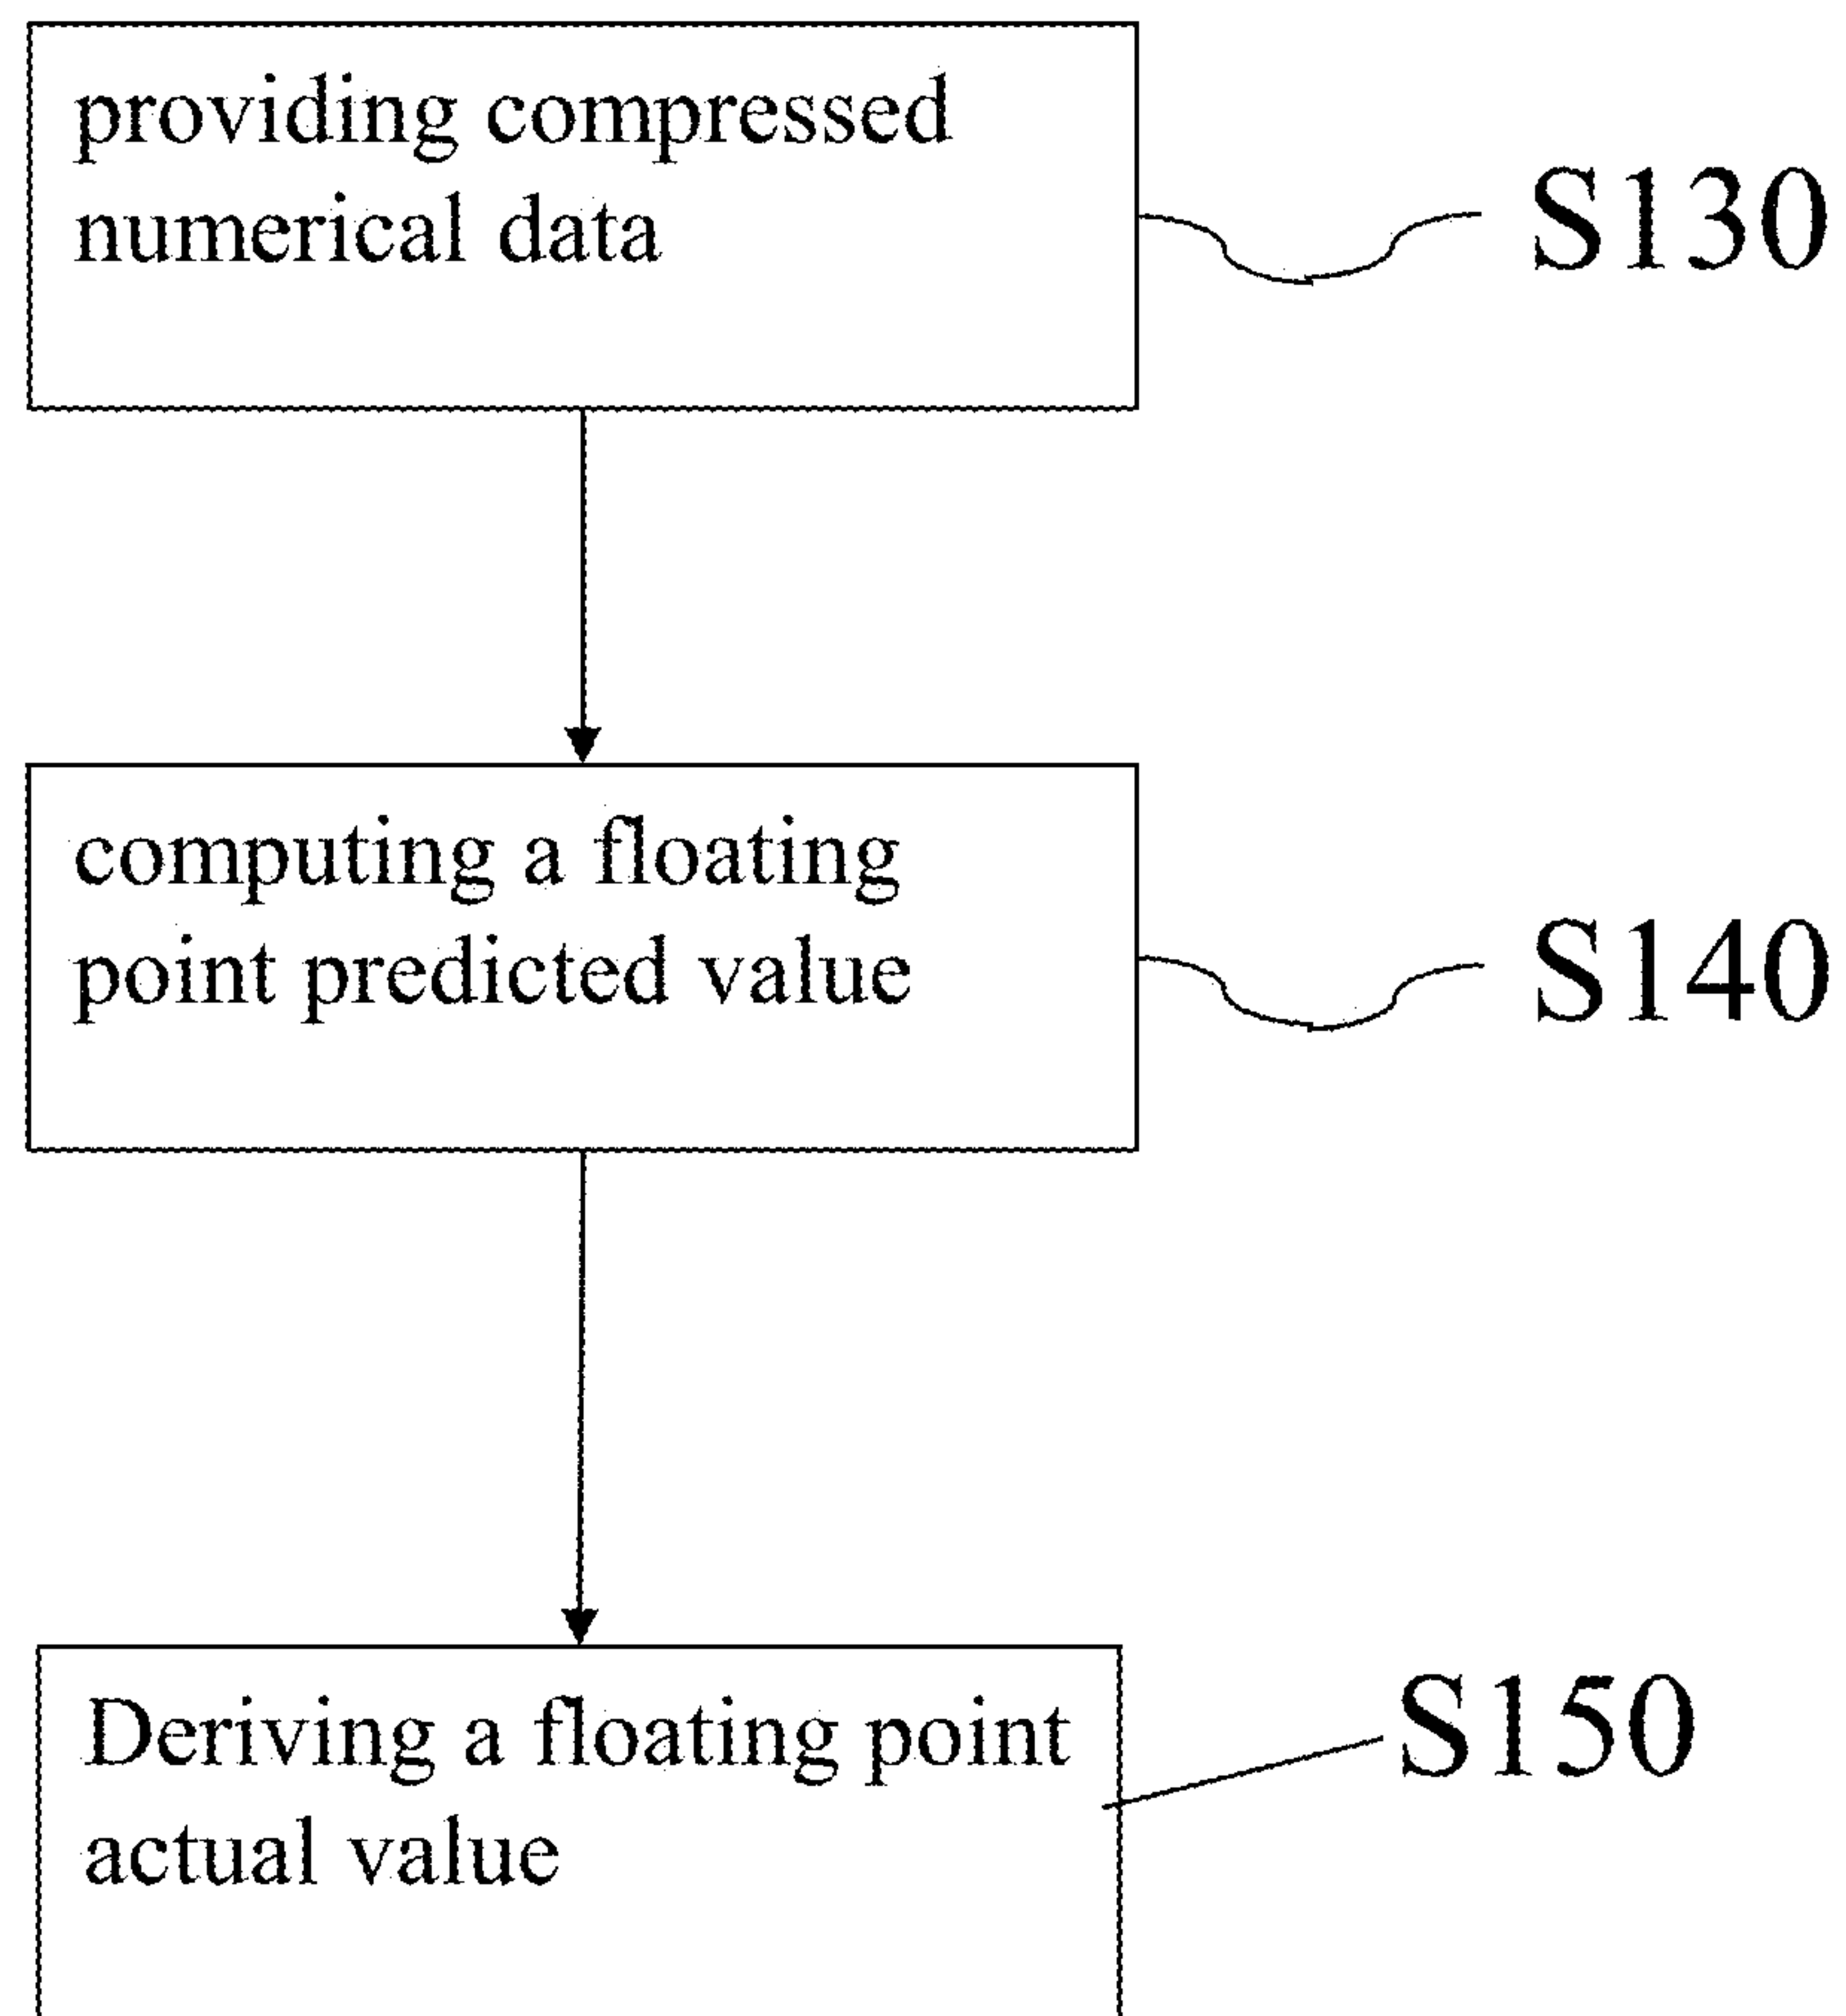 providing compressed
numerical data
S130
computing a floating
point predicted value
S140
Deriving a floating point
actual value
S150